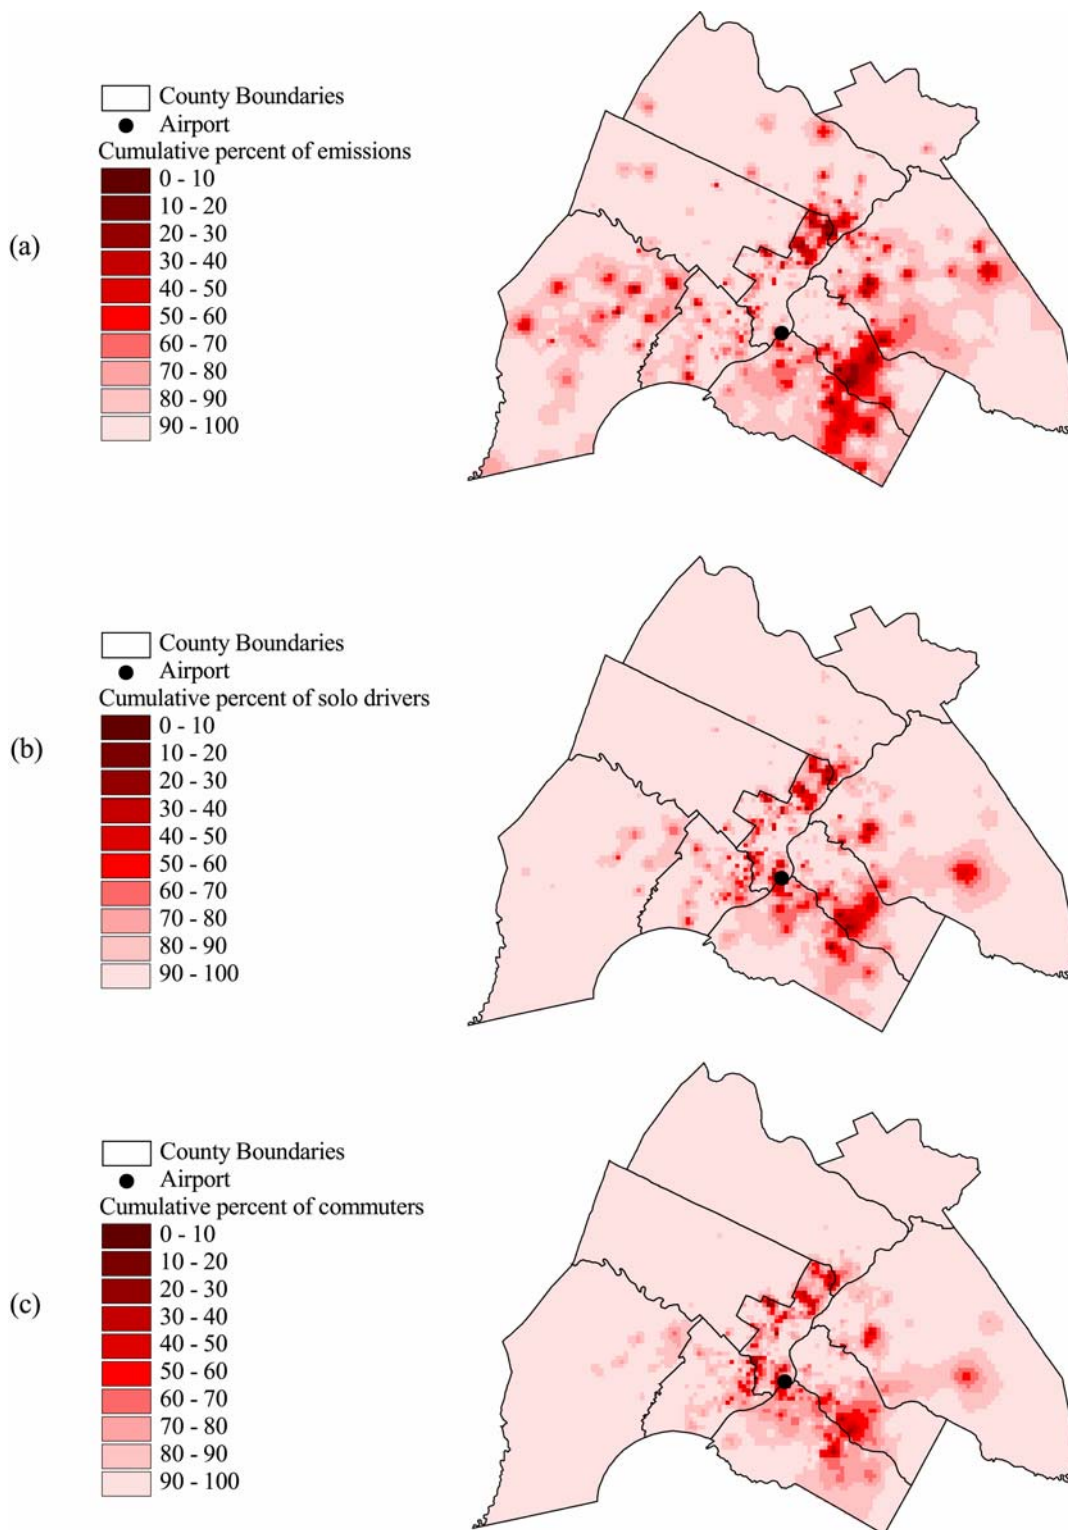 County Boundaries
Airport
Cumulative percent of emissions
0 - 10
10 - 20
20 - 30
(a)
30 - 40
40 - 50
50 - 60
60 - 70
70 - 80
80 - 90
90 - 100
County Boundaries
Airport
Cumulative percent of solo drivers
0 - 10
10 - 20
(b)
20 - 30
30 - 40
40 - 50
50 - 60
60 - 70
70 - 80
80 - 90
90 - 100
County Boundaries
Airport
Cumulative percent of commuters
0 - 10
10 - 20
20 - 30
(c)
30 - 40
40 - 50
50 - 60
60 - 70
70 - 80
80 - 90
90 - 100